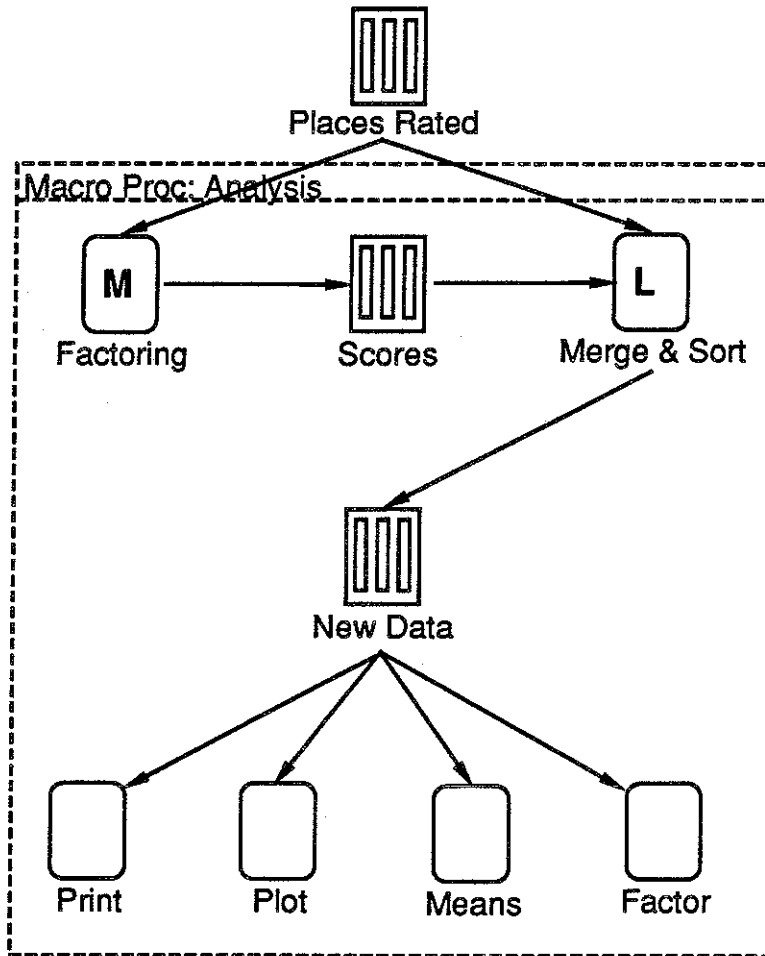 Places Rated
Macro Proc: Analysis
M
L
Factoring
Scores
Merge & Sort
New Data
Print
Plot
Means
Factor